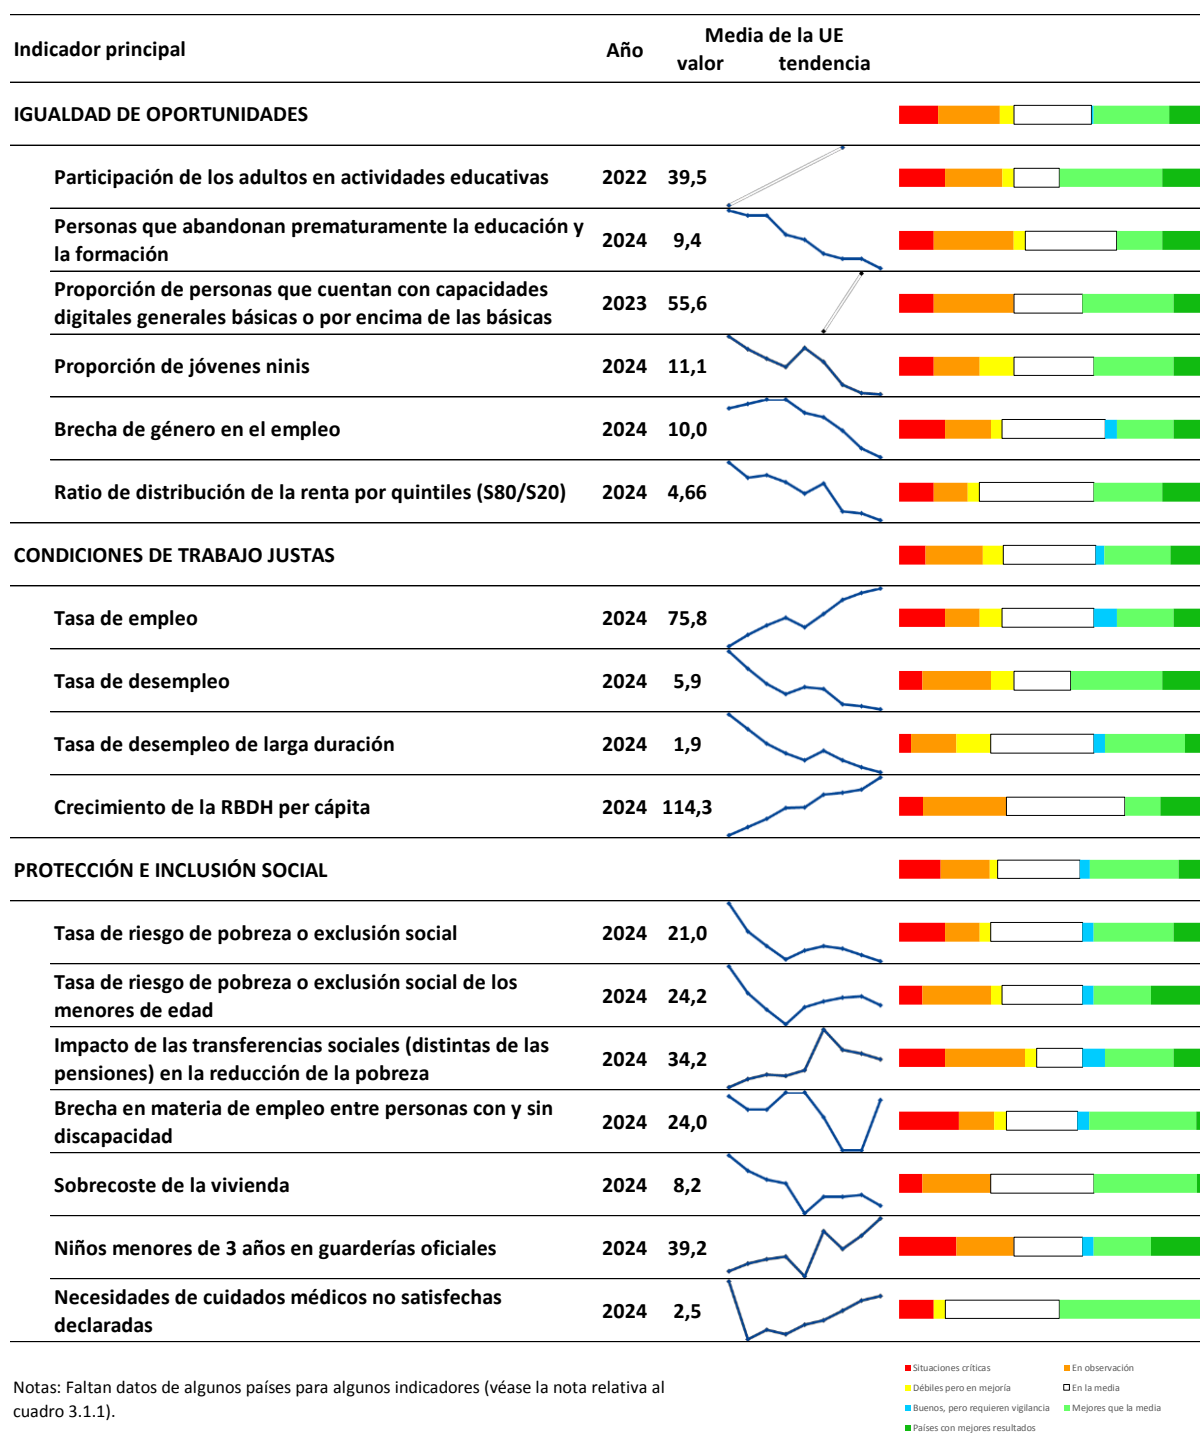 Indicador principal Año Media de la UE
valor tendencia
IGUALDAD DE OPORTUNIDADES
Participación de los adultos en actividades educativas 2022 39,5
Personas que abandonan prematuramente la educación y
la formación 2024 9,4
Proporción de personas que cuentan con capacidades
digitales generales básicas o por encima de las básicas 2023 55,6
Proporción de jóvenes ninis 2024 11,1
Brecha de género en el empleo 2024 10,0
Ratio de distribución de la renta por quintiles (S80/S20) 2024 4,66
CONDICIONES DE TRABAJO JUSTAS
Tasa de empleo 2024 75,8
Tasa de desempleo 2024 5,9
Tasa de desempleo de larga duración 2024 1,9
Crecimiento de la RBDH per cápita 2024 114,3
PROTECCIÓN E INCLUSIÓN SOCIAL
Tasa de riesgo de pobreza o exclusión social 2024 21,0
Tasa de riesgo de pobreza o exclusión social de los
menores de edad 2024 24,2
Impacto de las transferencias sociales (distintas de las
pensiones) en la reducción de la pobreza 2024 34,2
Brecha en materia de empleo entre personas con y sin
discapacidad 2024 24,0
Sobrecoste de la vivienda 2024 8,2
Niños menores de 3 años en guarderías oficiales 2024 39,2
Necesidades de cuidados médicos no satisfechas
declaradas 2024 2,5
Notas: Faltan datos de algunos países para algunos indicadores (véase la nota relativa al
cuadro 3.1.1).
Situaciones críticas En observación
Débiles pero en mejoría En la media
Buenos, pero requieren vigilancia Mejores que la media
Países con mejores resultados